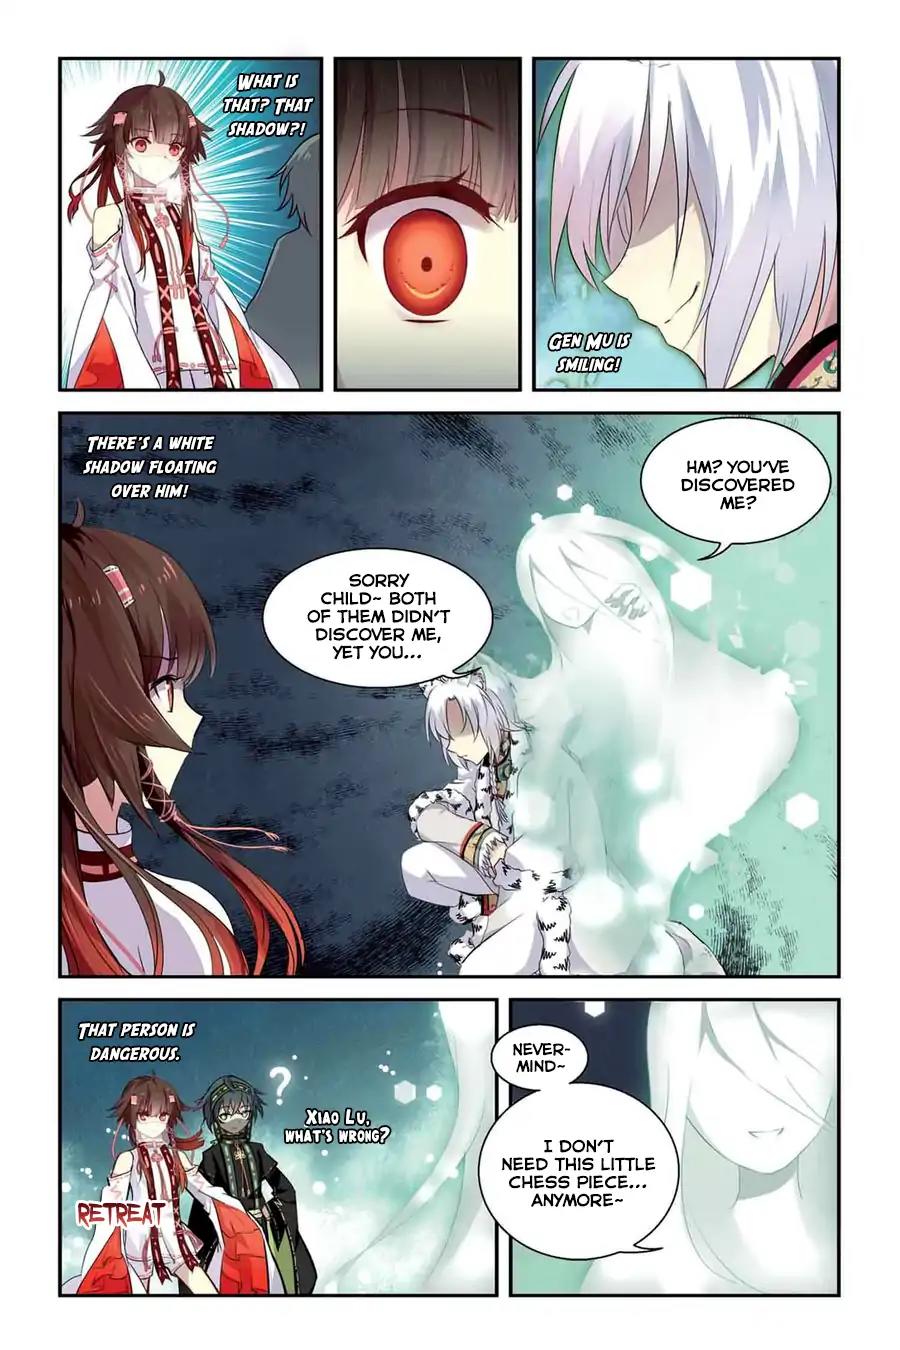 What is
that? That
shadow?!
Gen Mu is
smiling!
There's a white
shadow floating
over him!
HM? YOU'VE
DISCOVERED
ME?
SORRY
CHILD~ BOTH
OF THEM DIDN'T
DISCOVER ME,
YET YOU...
That person is
dangerous.
?
Xiao Lu,
what's wrong?
RETREAT
NEVER-
MIND~
I DON'T
NEED THIS LITTLE
CHESS PIECE...
ANYMORE~